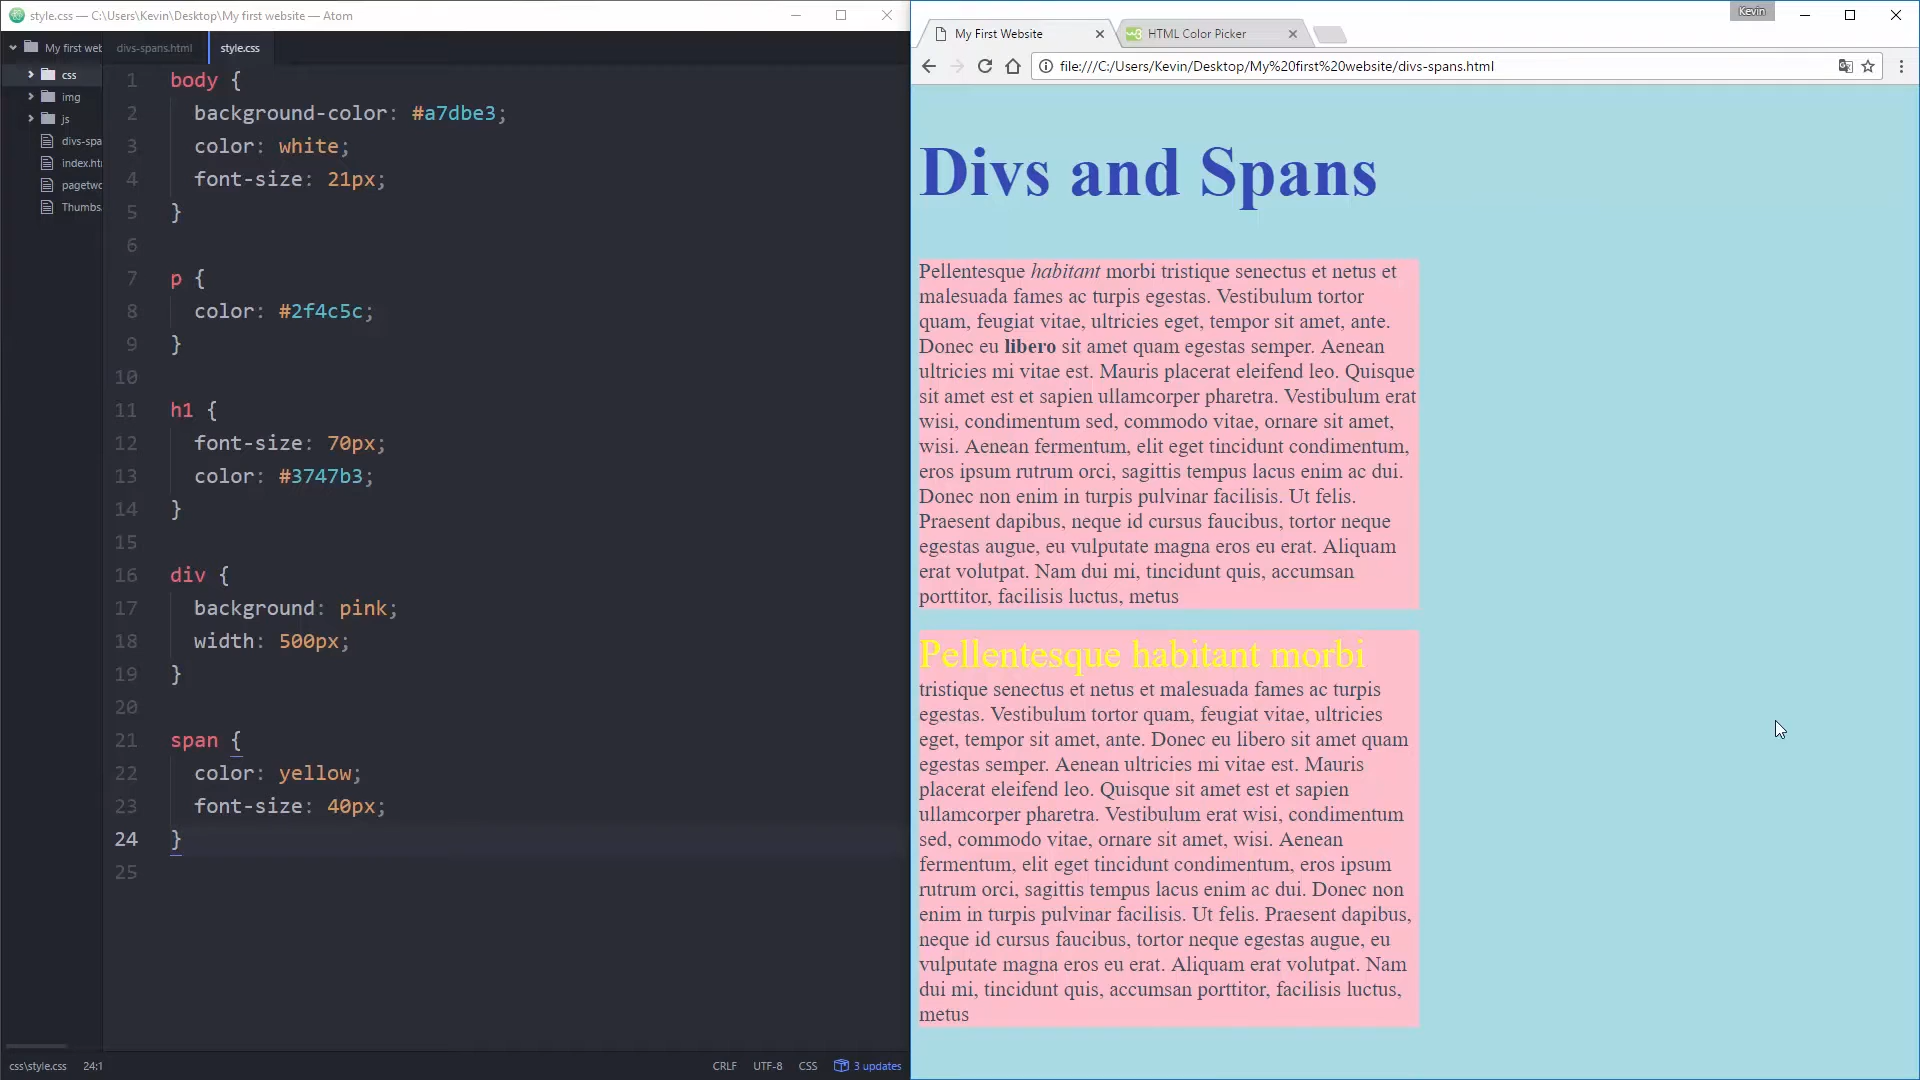 style.css — C:\Users\Kevin\Desktop\My first website — Atom
My first web
css
img
js
divs-spa
index.ht
pagetwo
Thumbs
divs-spans.html
style.css
1 body {
2 background-color: #a7dbe3;
3 color: white;
4 font-size: 21px;
5 }
6
7 p {
8 color: #2f4c5c;
9 }
10
11 h1 {
12 font-size: 70px;
13 color: #3747b3;
14 }
15
16 div {
17 background: pink;
18 width: 500px;
19 }
20
21 span {
22 color: yellow;
23 font-size: 40px;
24 }
25
css\style.css 24:1
CRLF UTF-8 CSS 3 updates
Kevin
My First Website
HTML Color Picker
file:///C:/Users/Kevin/Desktop/My%20first%20website/divs-spans.html
Divs and Spans
Pellentesque habitant morbi tristique senectus et netus et
malesuada fames ac turpis egestas. Vestibulum tortor
quam, feugiat vitae, ultricies eget, tempor sit amet, ante.
Donec eu libero sit amet quam egestas semper. Aenean
ultricies mi vitae est. Mauris placerat eleifend leo. Quisque
sit amet est et sapien ullamcorper pharetra. Vestibulum erat
wisi, condimentum sed, commodo vitae, ornare sit amet,
wisi. Aenean fermentum, elit eget tincidunt condimentum,
eros ipsum rutrum orci, sagittis tempus lacus enim ac dui.
Donec non enim in turpis pulvinar facilisis. Ut felis.
Praesent dapibus, neque id cursus faucibus, tortor neque
egestas augue, eu vulputate magna eros eu erat. Aliquam
erat volutpat. Nam dui mi, tincidunt quis, accumsan
porttitor, facilisis luctus, metus
Pellentesque habitant morbi
tristique senectus et netus et malesuada fames ac turpis
egestas. Vestibulum tortor quam, feugiat vitae, ultricies
eget, tempor sit amet, ante. Donec eu libero sit amet quam
egestas semper. Aenean ultricies mi vitae est. Mauris
placerat eleifend leo. Quisque sit amet est et sapien
ullamcorper pharetra. Vestibulum erat wisi, condimentum
sed, commodo vitae, ornare sit amet, wisi. Aenean
fermentum, elit eget tincidunt condimentum, eros ipsum
rutrum orci, sagittis tempus lacus enim ac dui. Donec non
enim in turpis pulvinar facilisis. Ut felis. Praesent dapibus,
neque id cursus faucibus, tortor neque egestas augue, eu
vulputate magna eros eu erat. Aliquam erat volutpat. Nam
dui mi, tincidunt quis, accumsan porttitor, facilisis luctus,
metus